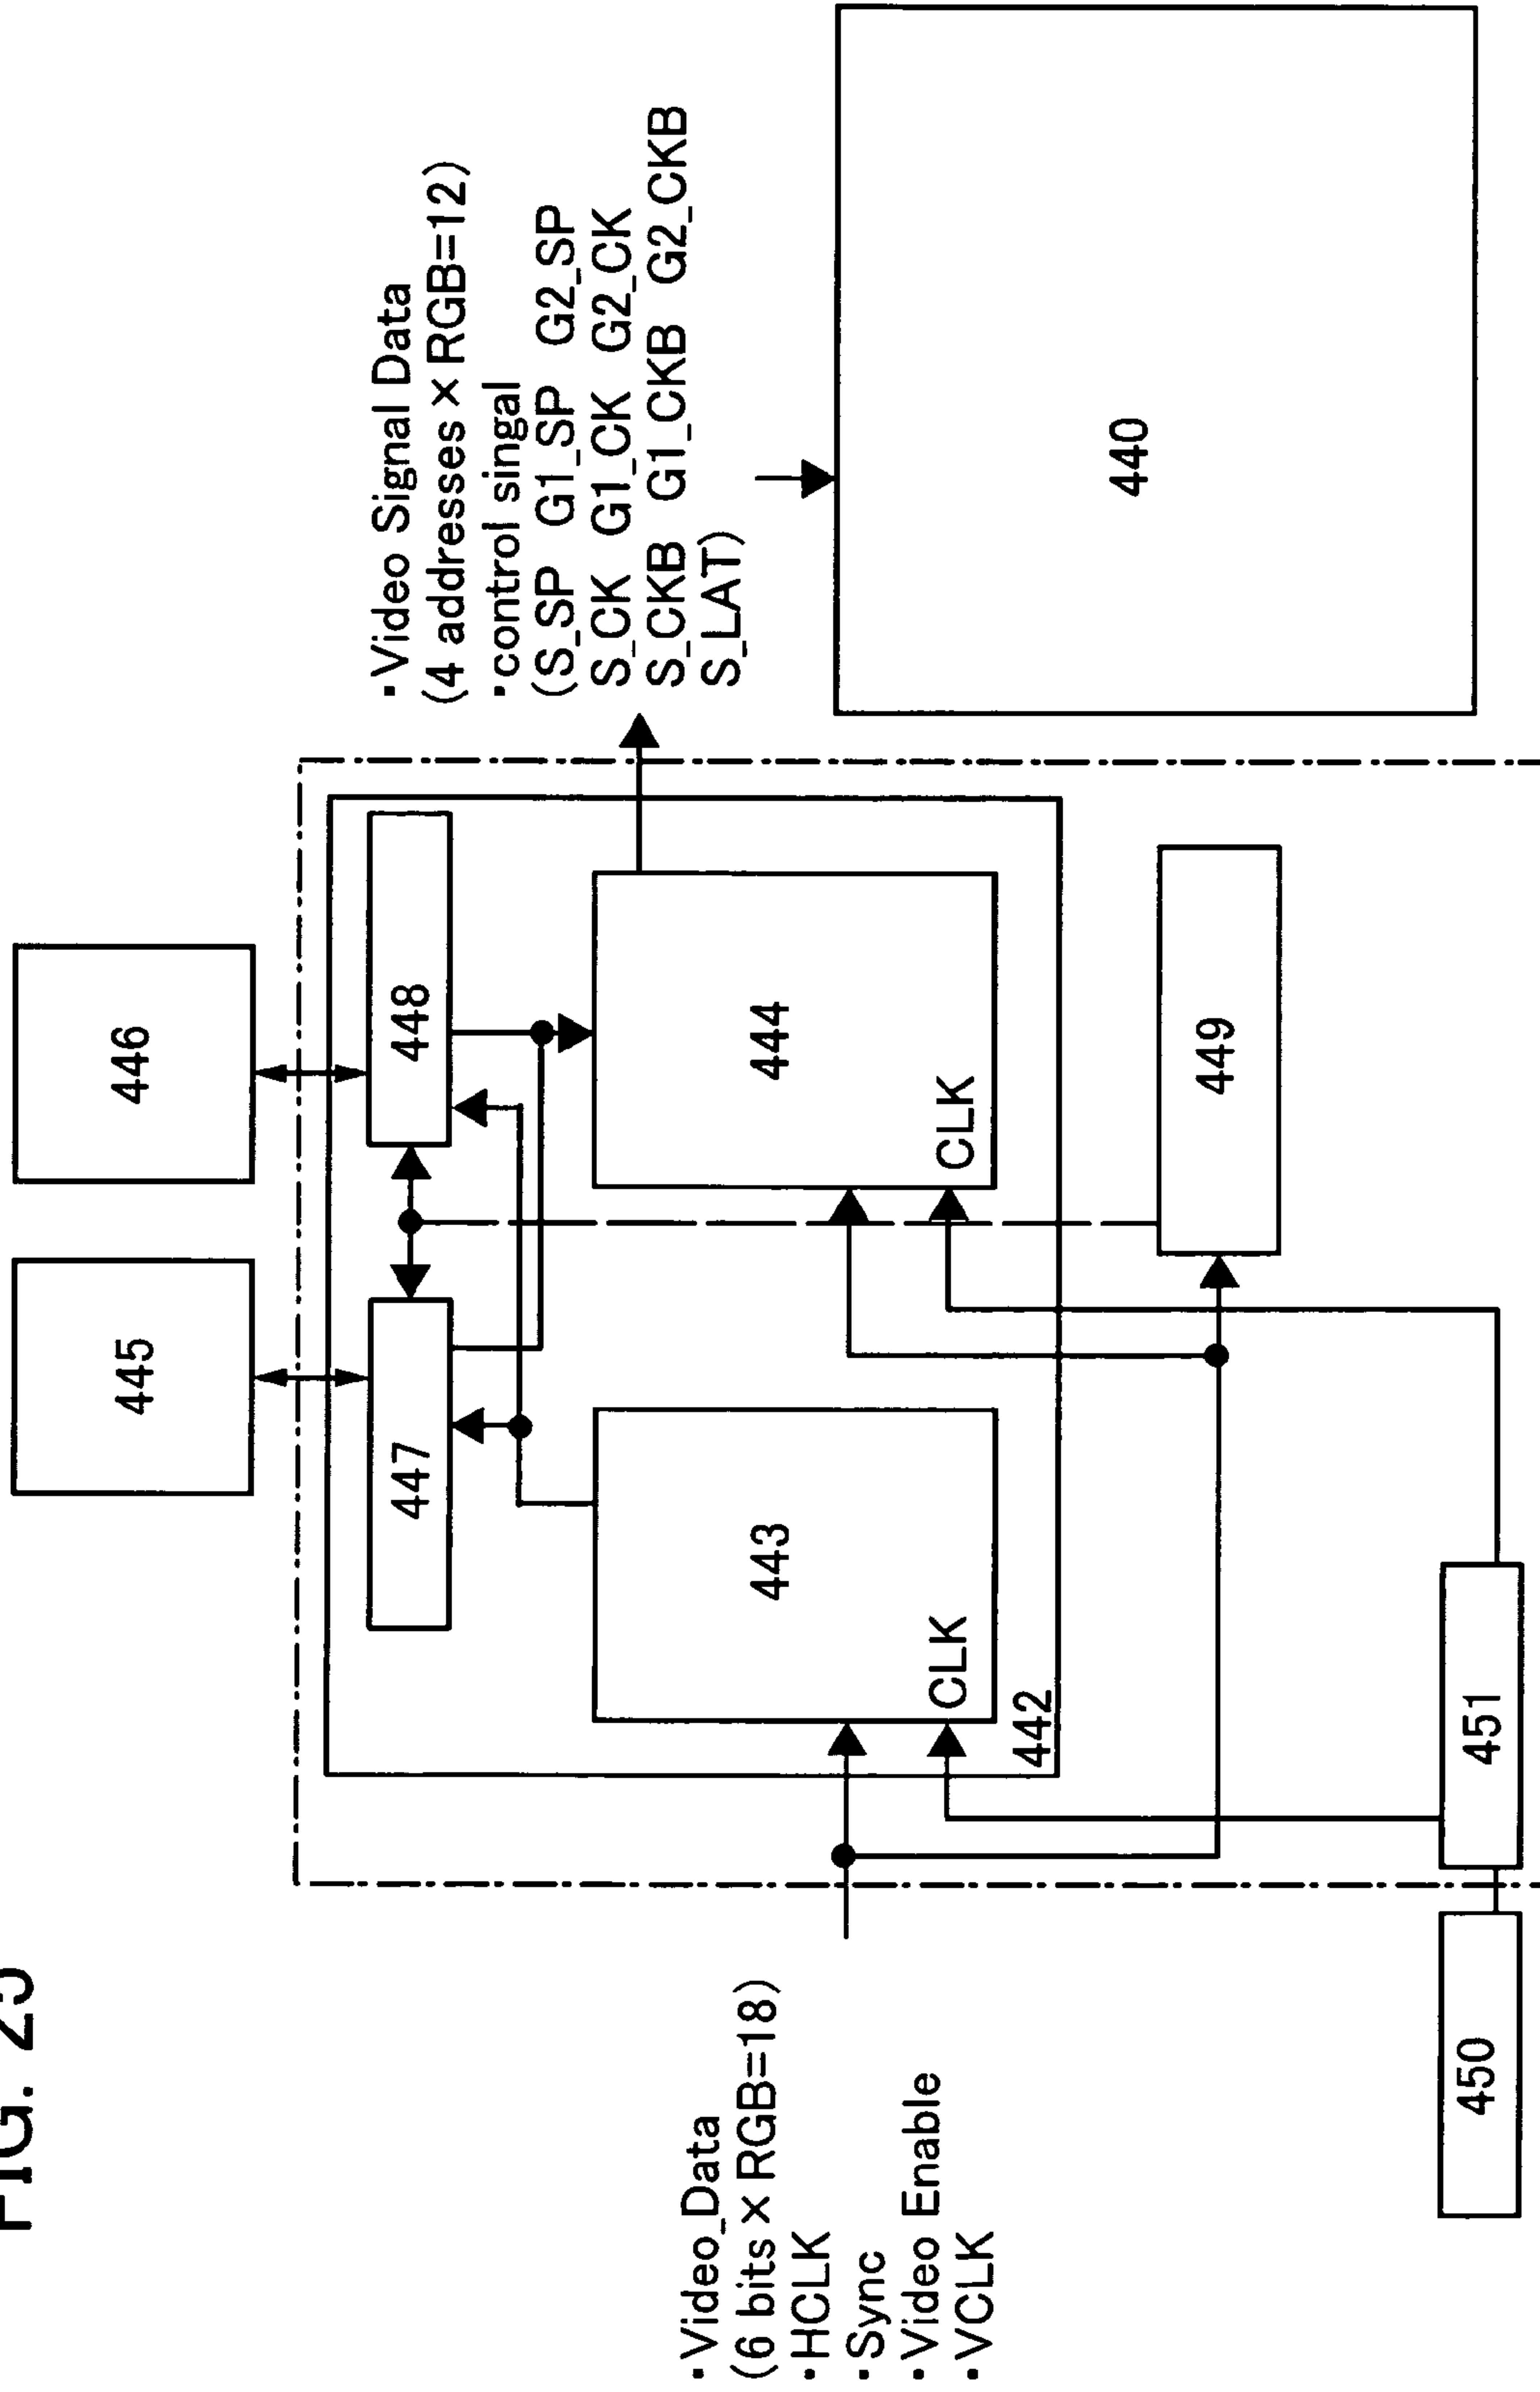 FIG. 25
445
446
447
448
443
CLK
444
CLK
442
449
451
450
440
・Video_Data
(6 bits × RGB=18)
・HCLK
・Sync
・Video Enable
・VCLK
・Video Signal Data
(4 addresses × RGB=12)
・control singal
(S_SP G1_SP G2_SP
S_CK G1_CK G2_CK
S_CKB G1_CKB G2_CKB
S_LAT)